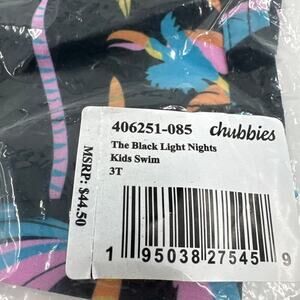 406251-085 chubbies
The Black Light Nights
Kids Swim
3T
MSRP: $44.50
1 95038 27545 9